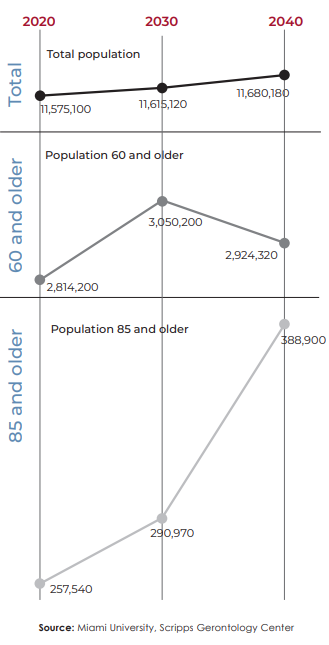 2020 2030 2040
Total
Total population
11,575,100
11,615,120
11,680,180
60 and older
Population 60 and older
2,814,200
3,050,200
2,924,320
85 and older
Population 85 and older
257,540
290,970
388,900
Source: Miami University, Scripps Gerontology Center